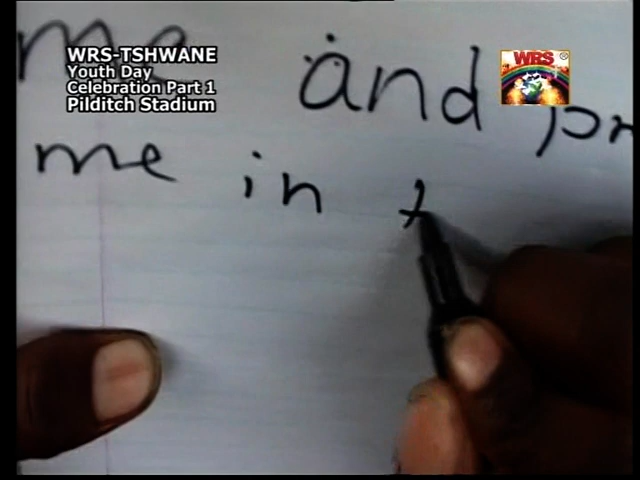 WRS-TSHWANE
Youth Day
Celebration Part 1
Pilditch Stadium
WRS
me and
me in t